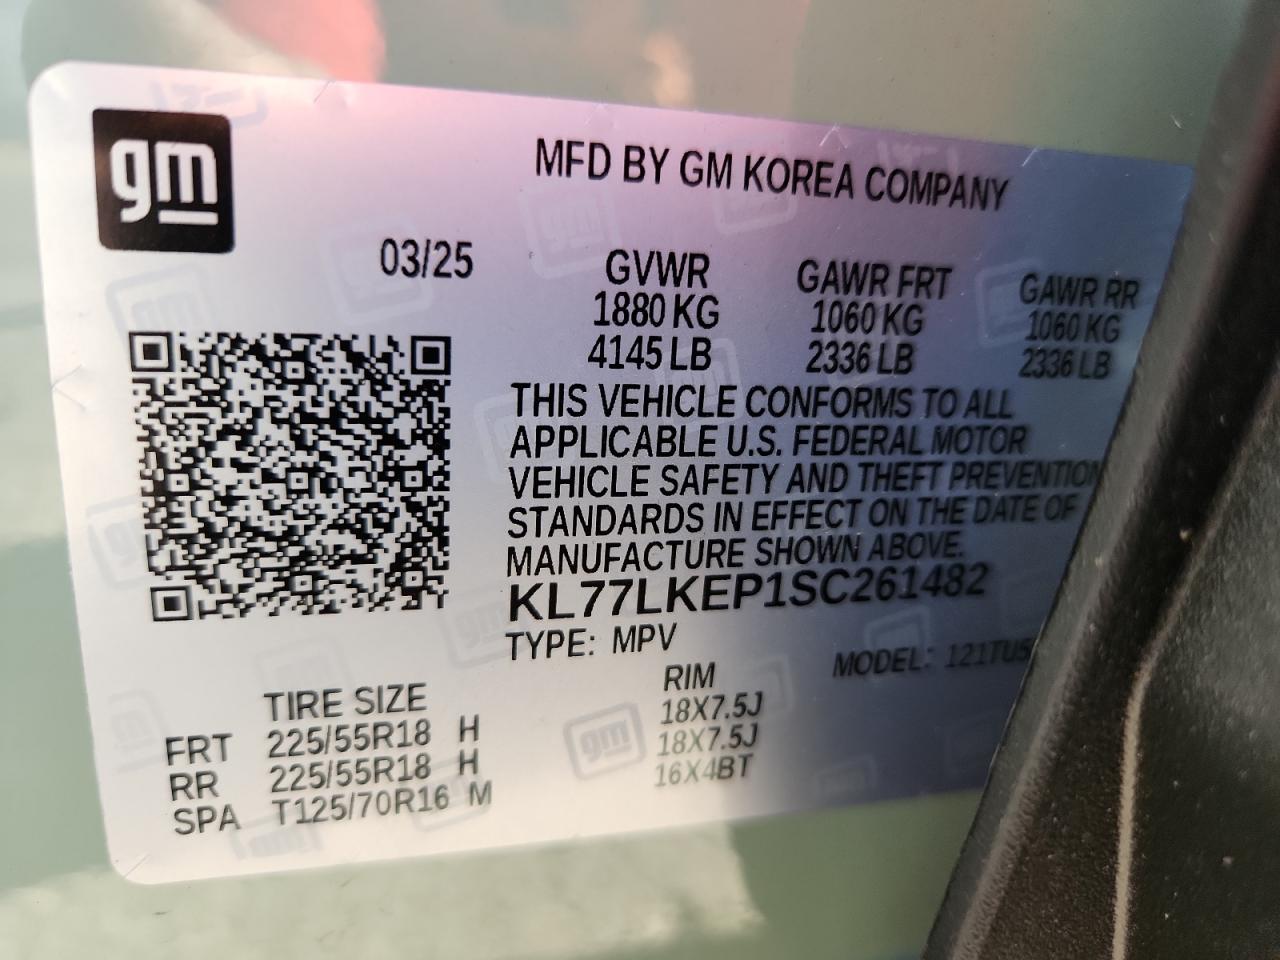 gm
MFD BY GM KOREA COMPANY
03/25
GVWR GAWR FRT GAWR RR
1880 KG 1060 KG 1060 KG
4145 LB 2336 LB 2336 LB
THIS VEHICLE CONFORMS TO ALL
APPLICABLE U.S. FEDERAL MOTOR
VEHICLE SAFETY AND THEFT PREVENTION
STANDARDS IN EFFECT ON THE DATE OF
MANUFACTURE SHOWN ABOVE.
KL77LKEP1SC261482
TYPE: MPV MODEL: 121TU5
TIRE SIZE RIM
FRT 225/55R18 H 18X7.5J
RR 225/55R18 H 18X7.5J
SPA T125/70R16 M 16X4BT
gm